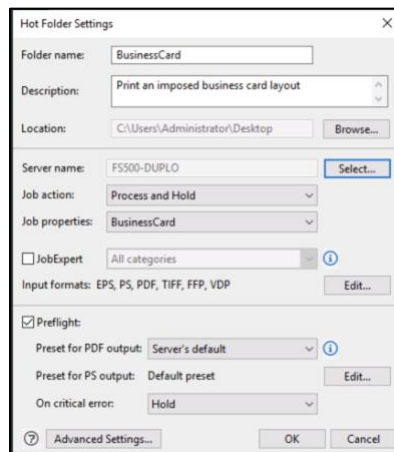 Hot Folder Settings
Folder name: BusinessCard
Description: Print an imposed business card layout
Location: C:\Users\Administrator\Desktop Browse...
Server name: FS500-DUPLO Select...
Job action: Process and Hold
Job properties: BusinessCard
JobExpert All categories
Input formats: EPS, PS, PDF, TIFF, FFP, VDP Edit...
Preflight:
Preset for PDF output: Server's default
Preset for PS output: Default preset Edit...
On critical error: Hold
? Advanced Settings... OK Cancel